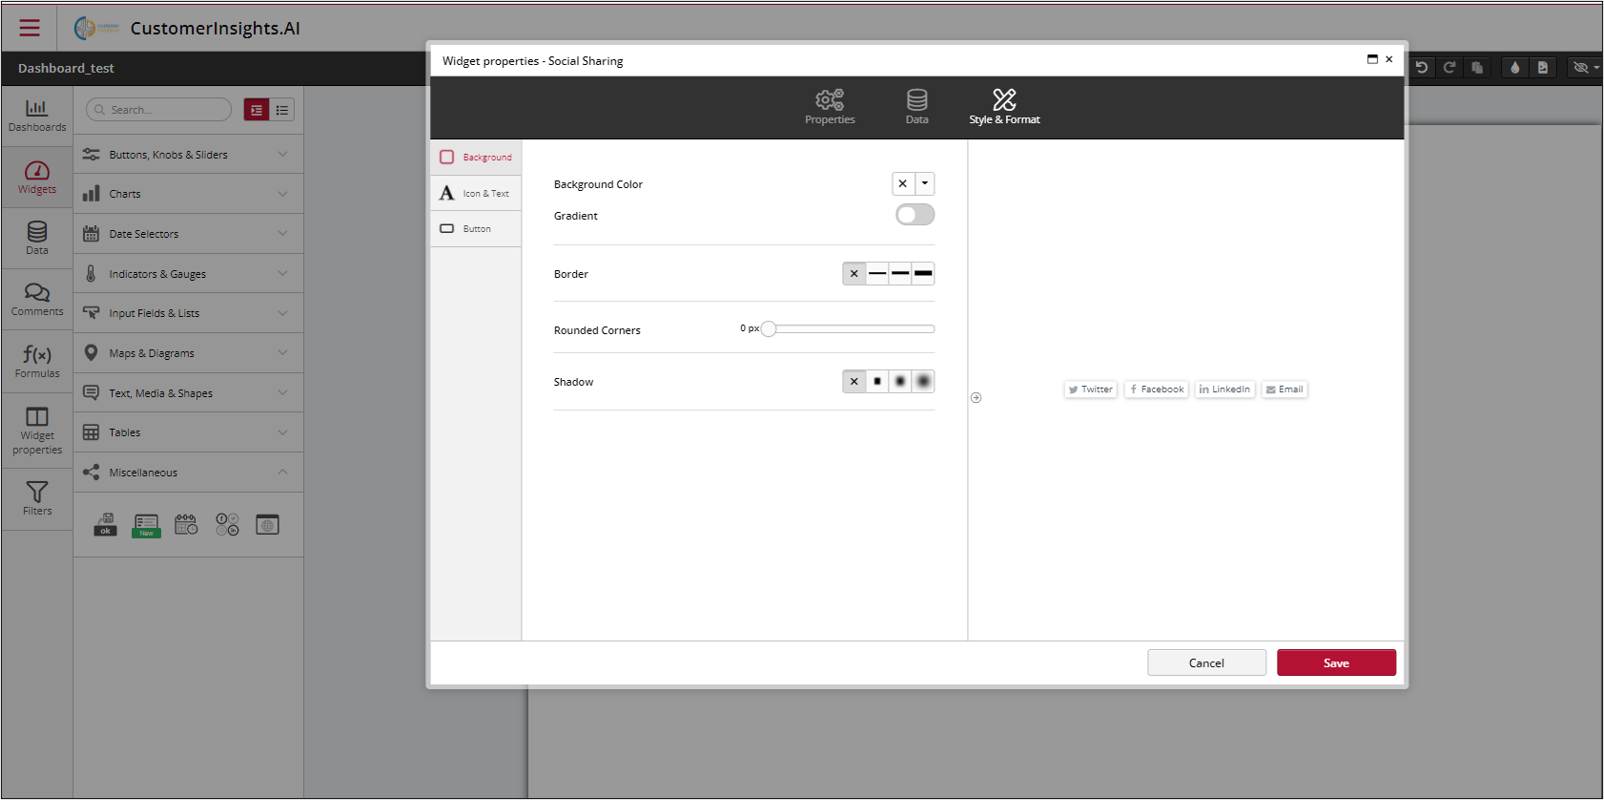 CustomerInsights.AI
Dashboard_test
Dashboards
Widgets
Data
Comments
f(x)
Formulas
Widget
properties
Filters
Search...
Buttons, Knobs & Sliders
Charts
Date Selectors
Indicators & Gauges
Input Fields & Lists
Maps & Diagrams
Text, Media & Shapes
Tables
Miscellaneous
ok
New
Widget properties - Social Sharing
Properties
Data
Style & Format
Background
A Icon & Text
Button
Background Color
Gradient
Border
Rounded Corners 0 px
Shadow
Twitter Facebook LinkedIn Email
Cancel
Save